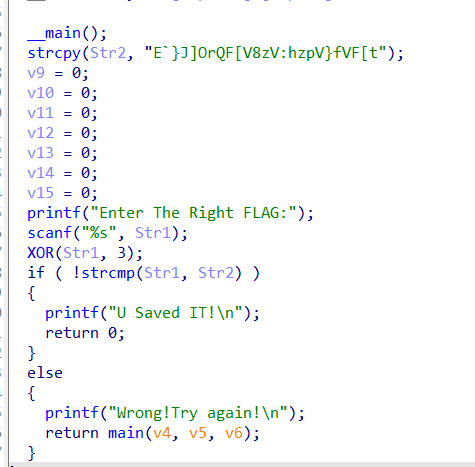 __main();
strcpy(Str2, "E`}J]OrQF[V8zV:hzpV}fVF[t");
v9 = 0;
v10 = 0;
v11 = 0;
v12 = 0;
v13 = 0;
v14 = 0;
v15 = 0;
printf("Enter The Right FLAG:");
scanf("%s", Str1);
XOR(Str1, 3);
if ( !strcmp(Str1, Str2) )
{
printf("U Saved IT!\n");
return 0;
}
else
{
printf("Wrong!Try again!\n");
return main(v4, v5, v6);
}